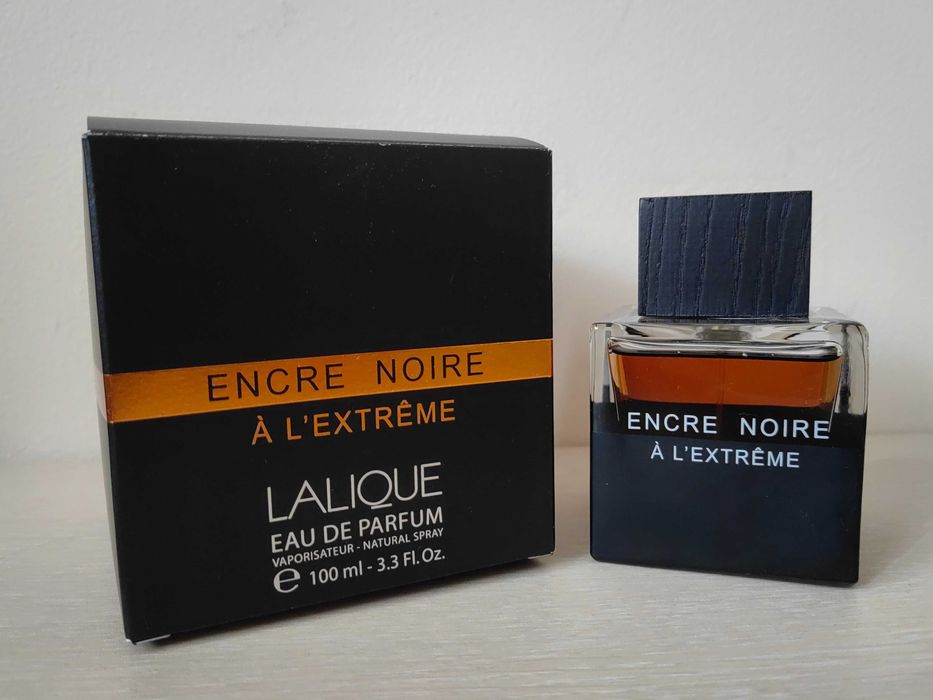 ENCRE NOIRE
À L'EXTRÊME
LALIQUE
EAU DE PARFUM
VAPORISATEUR - NATURAL SPRAY
℮ 100 ml - 3.3 Fl. Oz.
ENCRE NOIRE
À L'EXTRÊME